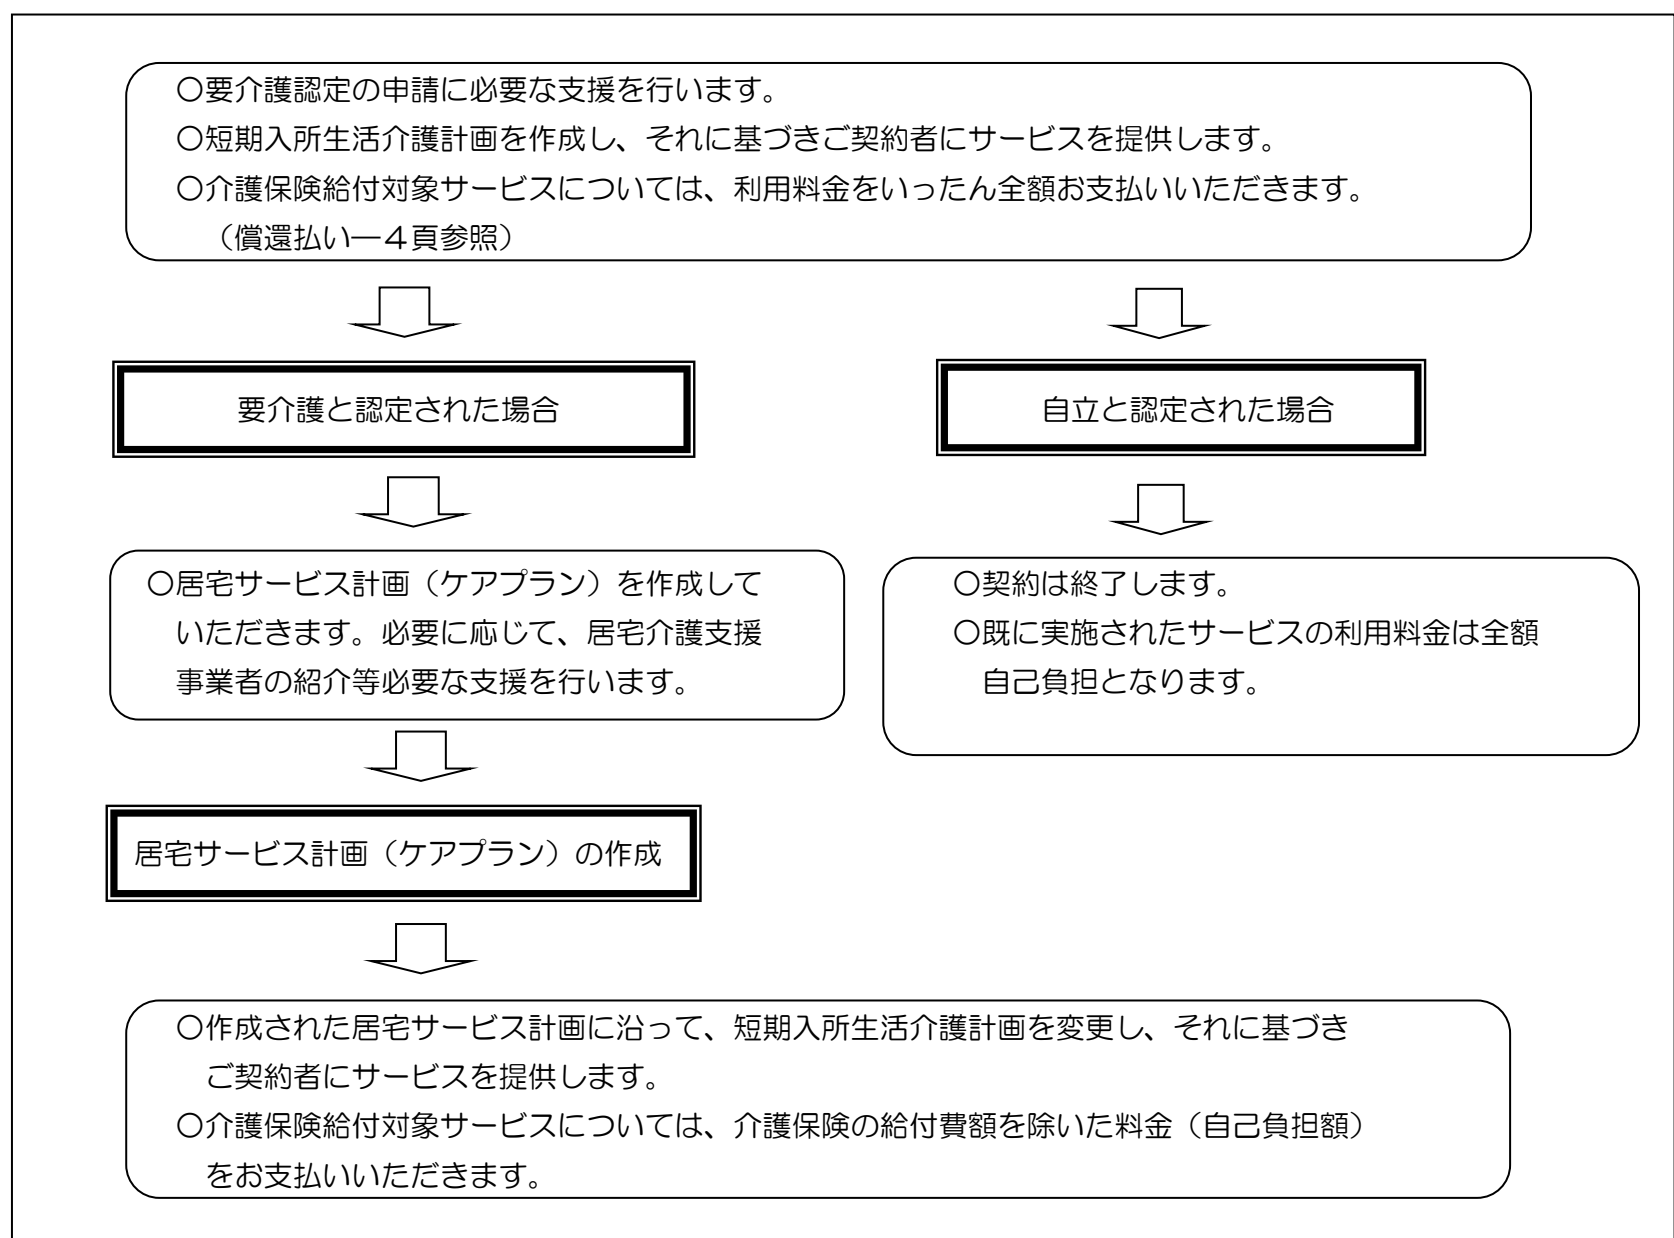 〇要介護認定の申請に必要な支援を行います。
〇短期入所生活介護計画を作成し、それに基づきご契約者にサービスを提供します。
〇介護保険給付対象サービスについては、利用料金をいったん全額お支払いいただきます。
（償還払い―４頁参照）
要介護と認定された場合
自立と認定された場合
〇居宅サービス計画（ケアプラン）を作成して
いただきます。必要に応じて、居宅介護支援
事業者の紹介等必要な支援を行います。
〇契約は終了します。
〇既に実施されたサービスの利用料金は全額
自己負担となります。
居宅サービス計画（ケアプラン）の作成
〇作成された居宅サービス計画に沿って、短期入所生活介護計画を変更し、それに基づき
ご契約者にサービスを提供します。
〇介護保険給付対象サービスについては、介護保険の給付費額を除いた料金（自己負担額）
をお支払いいただきます。